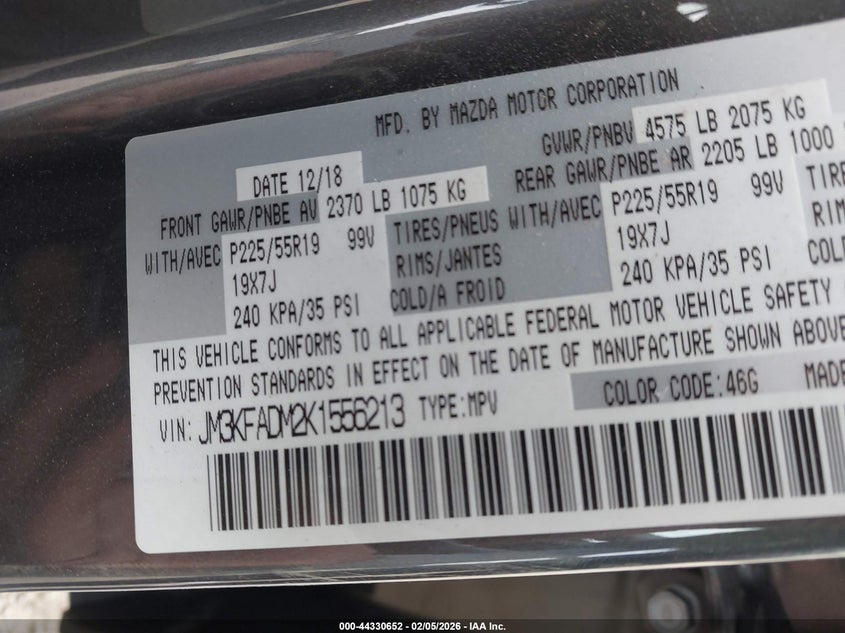 MFD. BY MAZDA MOTOR CORPORATION
DATE 12/18 GVWR/PNBV 4575 LB 2075 KG
FRONT GAWR/PNBE AV 2370 LB 1075 KG REAR GAWR/PNBE AR 2205 LB 1000
WITH/AVEC P225/55R19 99V TIRES/PNEUS WITH/AVEC P225/55R19 99V TIRE
19X7J RIMS/JANTES 19X7J RIMS
240 KPA/35 PSI COLD/A FROID 240 KPA/35 PSI COLD/
THIS VEHICLE CONFORMS TO ALL APPLICABLE FEDERAL MOTOR VEHICLE SAFETY
PREVENTION STANDARDS IN EFFECT ON THE DATE OF MANUFACTURE SHOWN ABOVE
COLOR CODE:46G MADE
VIN: JM3KFADM2K1556213 TYPE:MPV
000-44330652 - 02/05/2026 - IAA Inc.